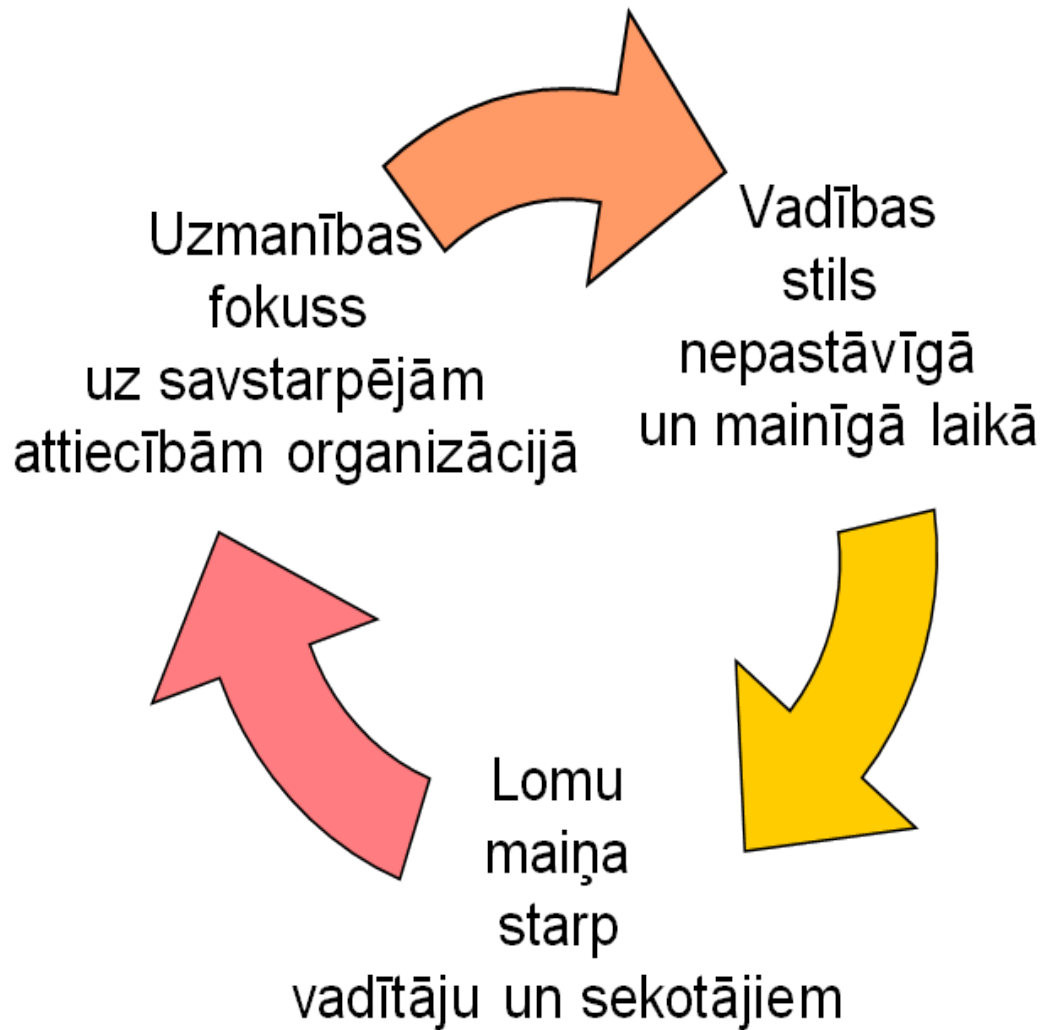 Uzmanības
fokuss
uz savstarpējām
attiecībām organizācijā
Vadības
stils
nepastāvīgā
un mainīgā laikā
Lomu
maiņa
starp
vadītāju un sekotājiem